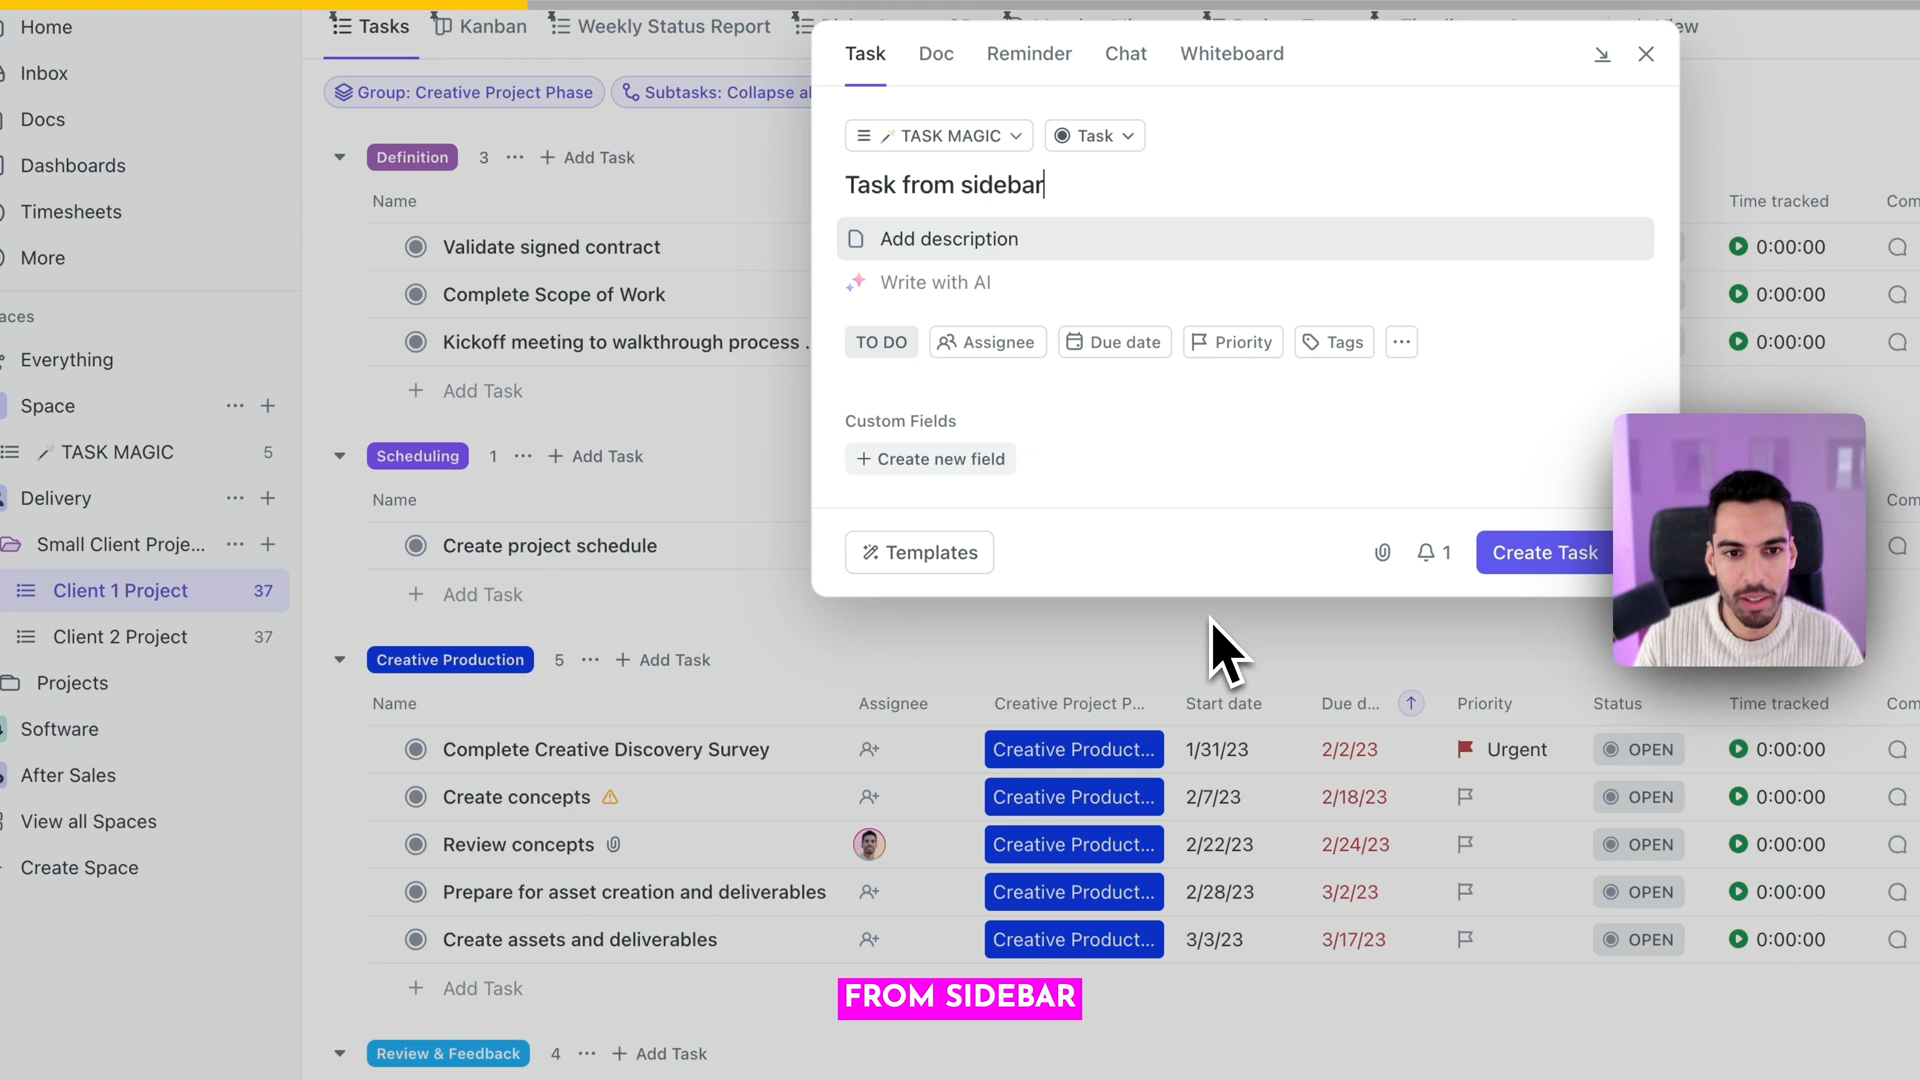 Home
Inbox
Docs
Dashboards
Timesheets
More
aces
Everything
Space
TASK MAGIC 5
Delivery
Small Client Proje...
Client 1 Project 37
Client 2 Project 37
Projects
Software
After Sales
View all Spaces
Create Space
Tasks Kanban Weekly Status Report
Group: Creative Project Phase Subtasks: Collapse al
Definition 3 Add Task
Name Time tracked Com
Validate signed contract 0:00:00
Complete Scope of Work 0:00:00
Kickoff meeting to walkthrough process . 0:00:00
Add Task
Scheduling 1 Add Task
Name Com
Create project schedule
Add Task
Creative Production 5 Add Task
Name Assignee Creative Project P... Start date Due d... Priority Status Time tracked Com
Complete Creative Discovery Survey Creative Product... 1/31/23 2/2/23 Urgent OPEN 0:00:00
Create concepts Creative Product... 2/7/23 2/18/23 OPEN 0:00:00
Review concepts Creative Product... 2/22/23 2/24/23 OPEN 0:00:00
Prepare for asset creation and deliverables Creative Product... 2/28/23 3/2/23 OPEN 0:00:00
Create assets and deliverables Creative Product... 3/3/23 3/17/23 OPEN 0:00:00
Add Task
Review & Feedback 4 Add Task
Task Doc Reminder Chat Whiteboard
TASK MAGIC Task
Task from sidebar
Add description
Write with AI
TO DO Assignee Due date Priority Tags
Custom Fields
+ Create new field
Templates 1 Create Task
FROM SIDEBAR